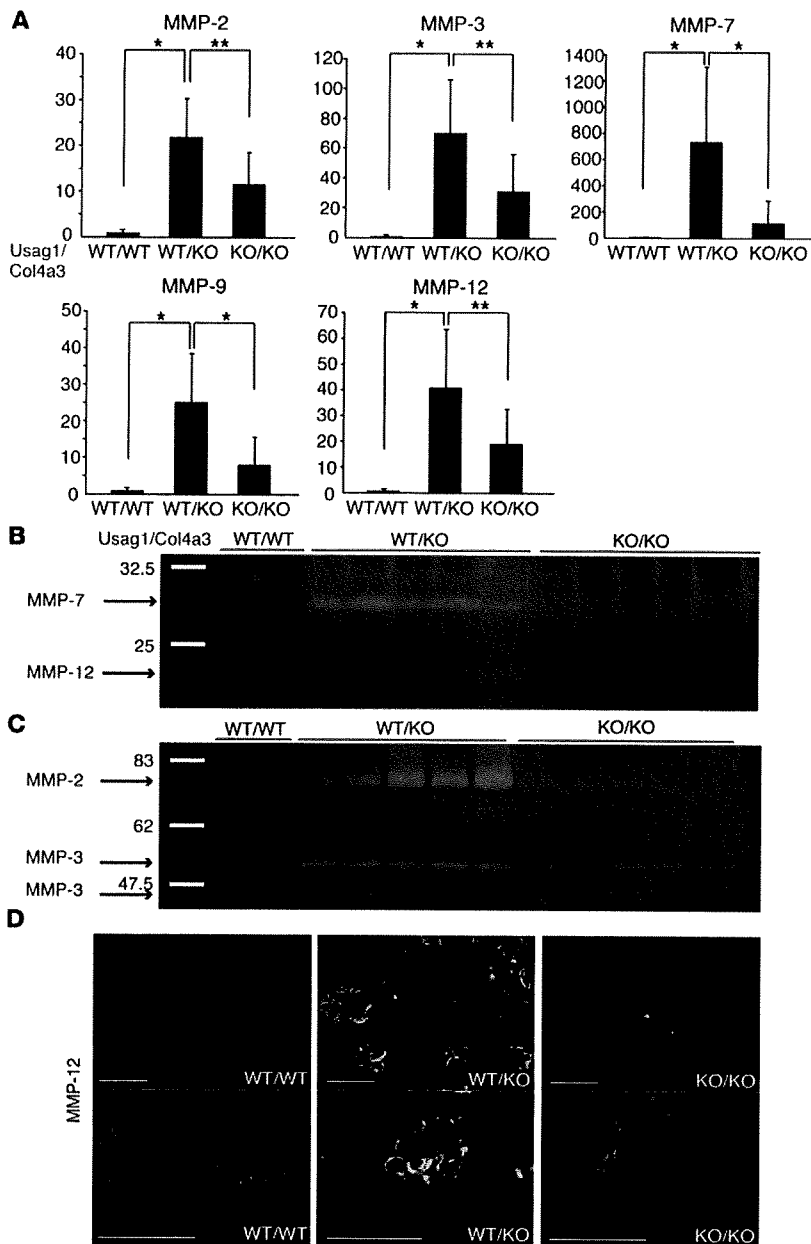 A
MMP-2
40
30
20
10
0
* **
Usag1/
Col4a3
WT/WT WT/KO KO/KO
MMP-3
120
100
80
60
40
20
0
* **
WT/WT WT/KO KO/KO
MMP-7
1400
1200
1000
800
600
400
200
0
* *
WT/WT WT/KO KO/KO
MMP-9
50
40
30
20
10
0
* *
WT/WT WT/KO KO/KO
MMP-12
70
60
50
40
30
20
10
0
* **
WT/WT WT/KO KO/KO
B
Usag1/Col4a3 WT/WT WT/KO KO/KO
32.5
MMP-7
25
MMP-12
C
WT/WT WT/KO KO/KO
83
MMP-2
62
MMP-3
47.5
MMP-3
D
MMP-12
WT/WT WT/KO KO/KO
WT/WT WT/KO KO/KO